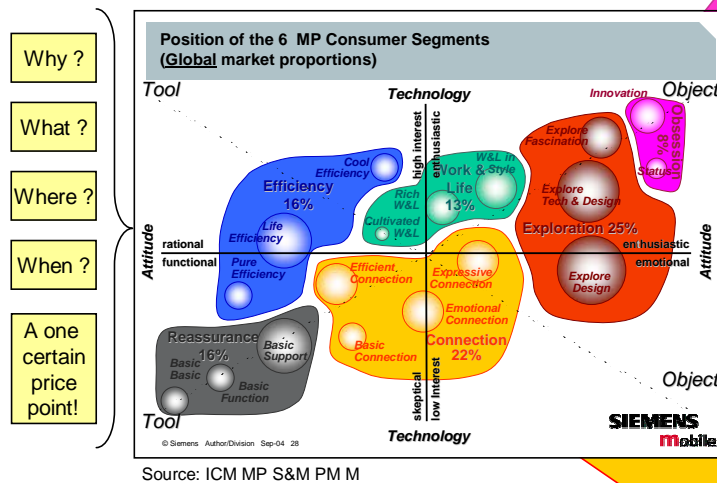 Why ?
What ?
Where ?
When ?
A one
certain
price
point!
Position of the 6 MP Consumer Segments
(Global market proportions)
Tool
Technology
Object
high interest
enthusiastic
Innovation
Obsession
8%
Status
Explore
Fascination
Explore
Tech & Design
Exploration 25%
Explore
Design
Cool
Efficiency
Efficiency
16%
Life
Efficiency
Pure
Efficiency
W&L in
Style
Work &
Life
13%
Rich
W&L
Cultivated
W&L
Attitude
rational
functional
enthusiastic
emotional
Attitude
Efficient
Connection
Expressive
Connection
Emotional
Connection
Basic
Connection
Connection
22%
Reassurance
16%
Basic
Support
Basic
Basic
Basic
Function
skeptical
low Interest
Tool
Technology
Object
SIEMENS
mobile
© Siemens Author/Division Sep-04 28
Source: ICM MP S&M PM M